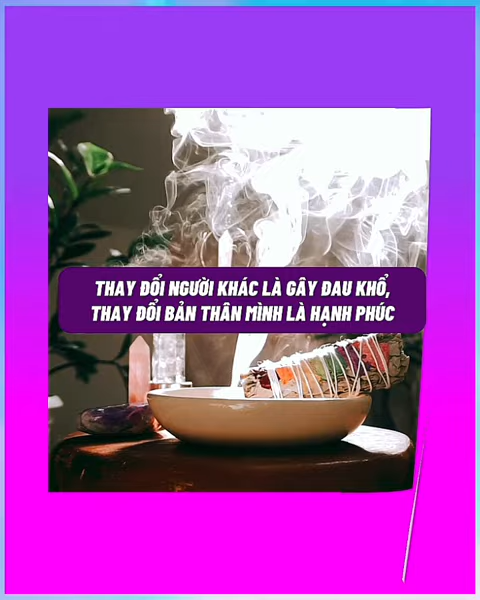 THAY ĐỔI NGƯỜI KHÁC LÀ GÂY ĐAU KHỔ,
THAY ĐỔI BẢN THÂN MÌNH LÀ HẠNH PHÚC